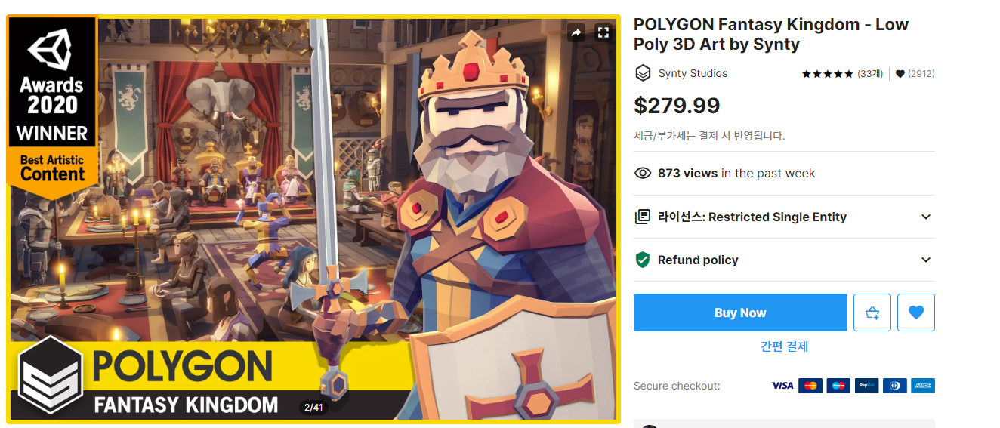 Awards
2020
WINNER
Best Artistic
Content
POLYGON
FANTASY KINGDOM
2/41
POLYGON Fantasy Kingdom - Low
Poly 3D Art by Synty
Synty Studios
(33개)
(2912)
$279.99
세금/부가세는 결제 시 반영됩니다.
873 views in the past week
라이선스: Restricted Single Entity
Refund policy
Buy Now
간편 결제
Secure checkout:
VISA
PayPal
AMEX